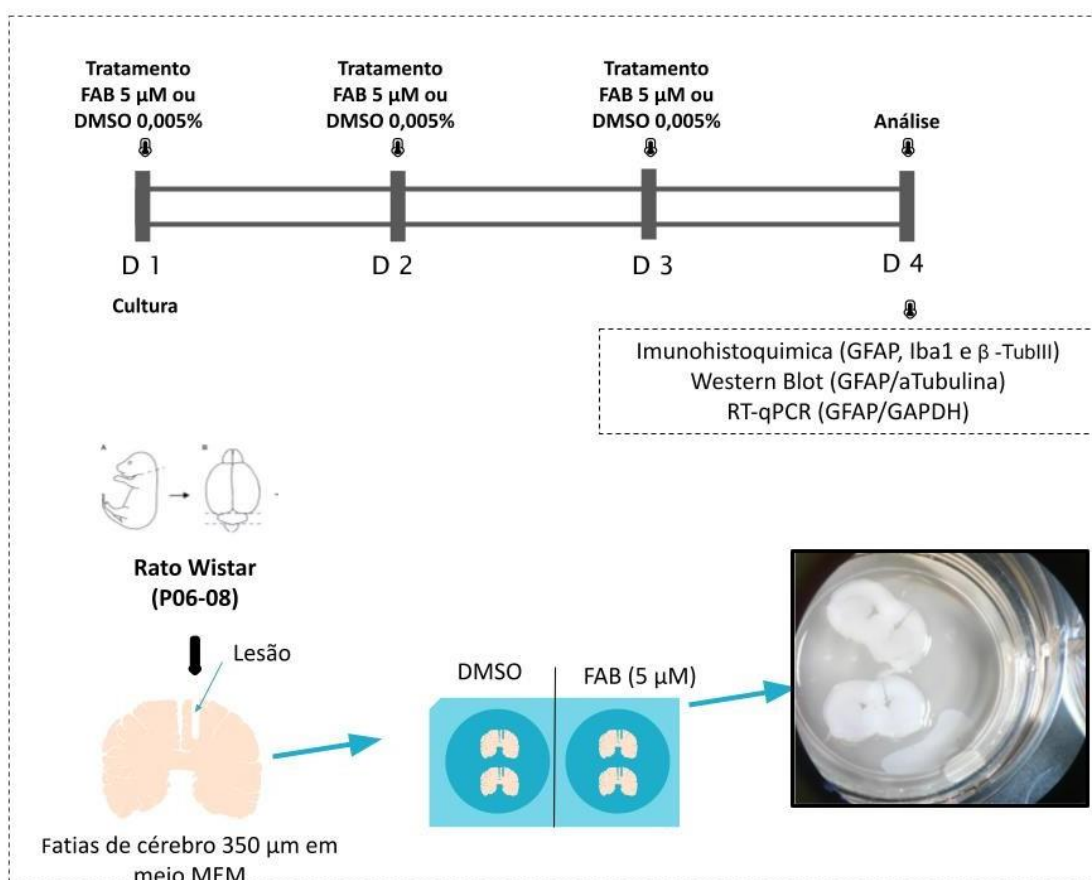 Tratamento
FAB 5 µM ou
DMSO 0,005%
Tratamento
FAB 5 µM ou
DMSO 0,005%
Tratamento
FAB 5 µM ou
DMSO 0,005%
Análise
D 1
D 2
D 3
D 4
Cultura
Imunohistoquimica (GFAP, Iba1 e β -TubIII)
Western Blot (GFAP/aTubulina)
RT-qPCR (GFAP/GAPDH)
A
B
Rato Wistar
(P06-08)
Lesão
DMSO
FAB (5 µM)
Fatias de cérebro 350 µm em
meio MEM